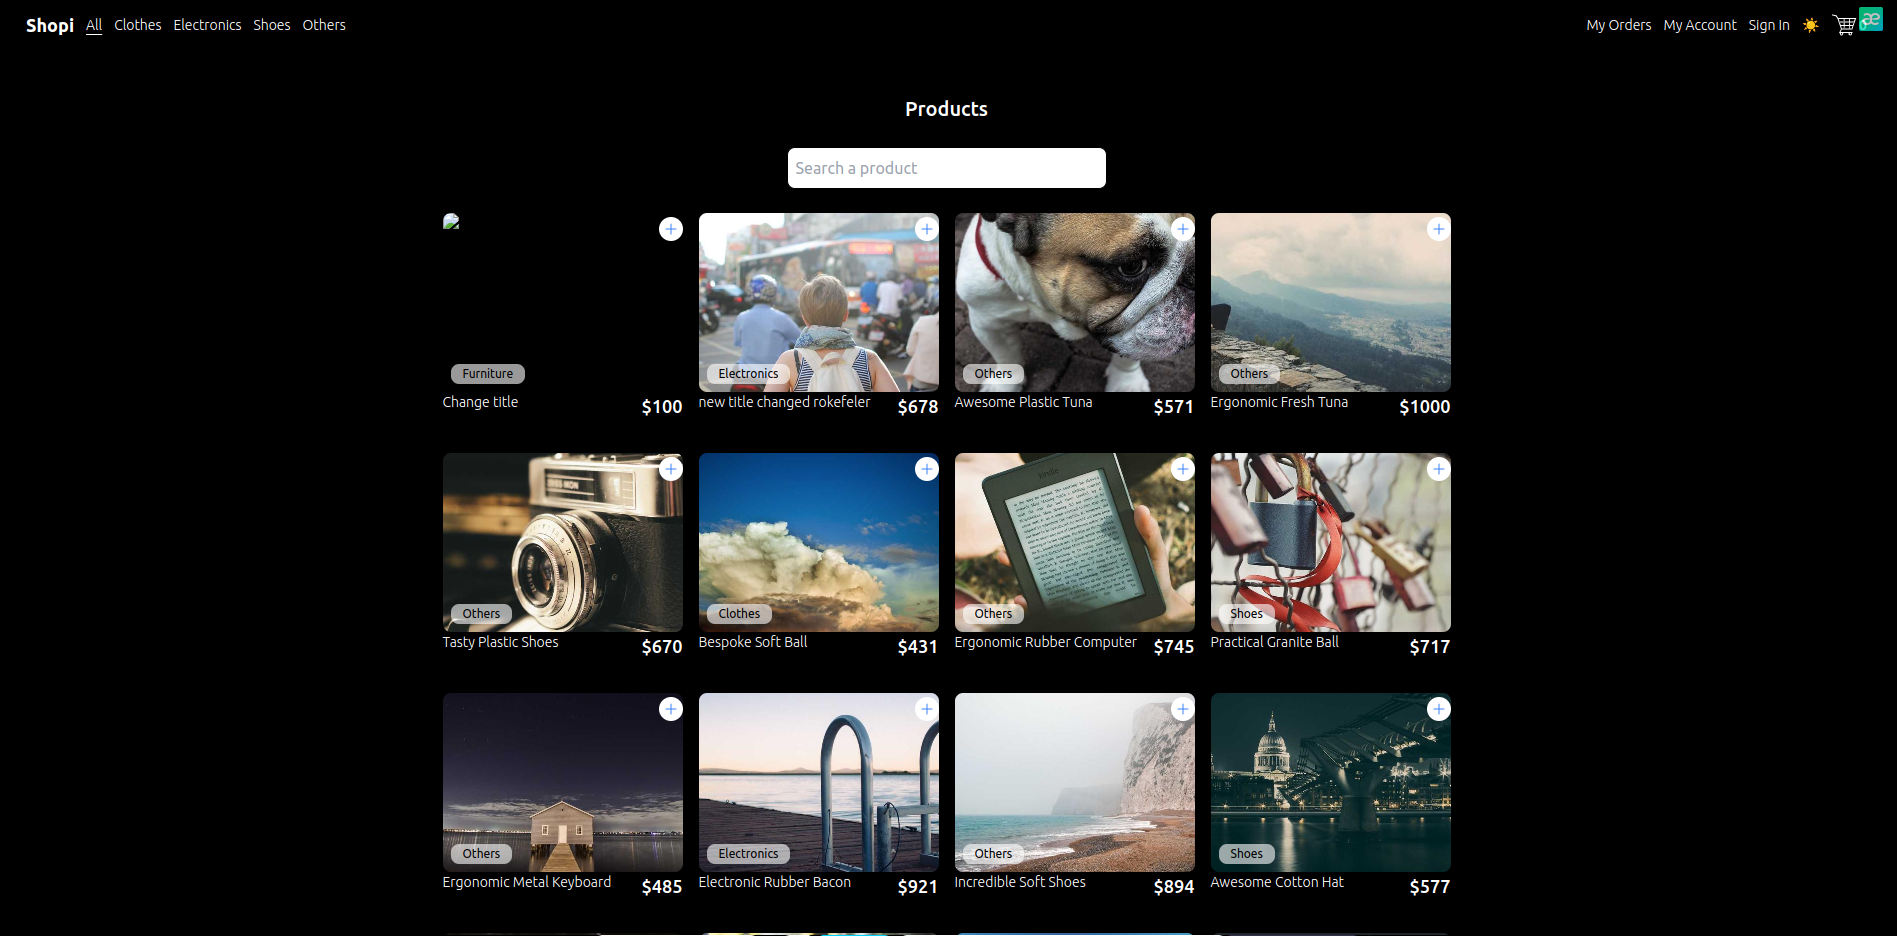 Shopi All Clothes Electronics Shoes Others My Orders My Account Sign In
Products
Search a product
Furniture Electronics Others Others
Change title $100 new title changed rokefeler $678 Awesome Plastic Tuna $571 Ergonomic Fresh Tuna $1000
kindle
Others Clothes Others Shoes
Tasty Plastic Shoes $670 Bespoke Soft Ball $431 Ergonomic Rubber Computer $745 Practical Granite Ball $717
Others Electronics Others Shoes
Ergonomic Metal Keyboard $485 Electronic Rubber Bacon $921 Incredible Soft Shoes $894 Awesome Cotton Hat $577